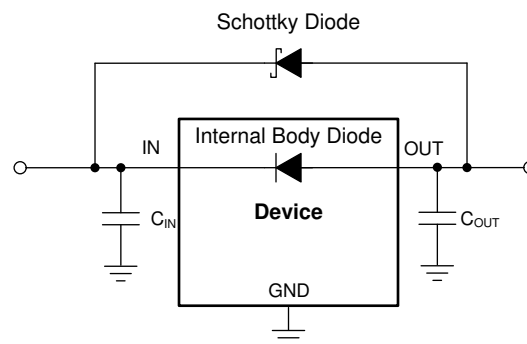 Schottky Diode
Internal Body Diode
IN
OUT
Device
C_IN
C_OUT
GND